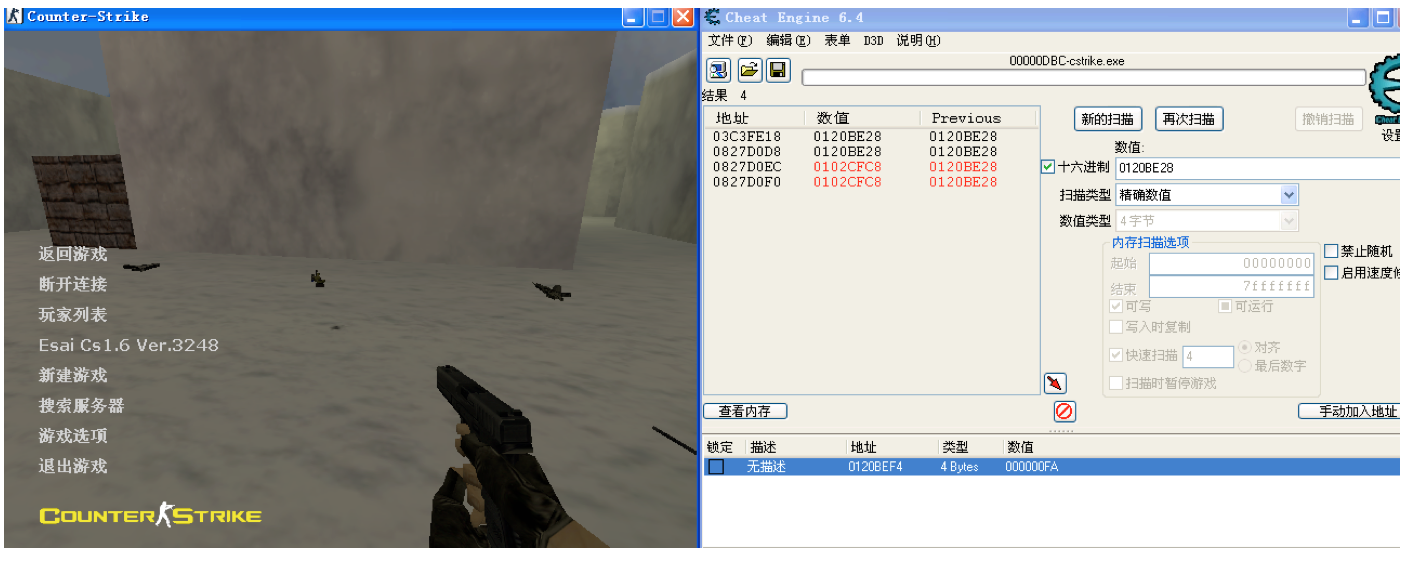 Counter-Strike
返回游戏
断开连接
玩家列表
Esai Cs1.6 Ver.3248
新建游戏
搜索服务器
游戏选项
退出游戏
COUNTER STRIKE
Cheat Engine 6.4
文件(F) 编辑(E) 表单 D3D 说明(H)
00000DBC-cstrike.exe
结果 4
地址 数值 Previous
03C3FE18 0120BE28 0120BE28
0827D0D8 0120BE28 0120BE28
0827D0EC 0102CFC8 0120BE28
0827D0F0 0102CFC8 0120BE28
新的扫描 再次扫描 撤销扫描
设置
数值:
十六进制 0120BE28
扫描类型 精确数值
数值类型 4 字节
内存扫描选项
起始 00000000
结束 7fffffff
可写 可运行
写入时复制
快速扫描 4 对齐
最后数字
扫描时暂停游戏
禁止随机
启用速度修
查看内存 手动加入地址
锁定 描述 地址 类型 数值
无描述 0120BEF4 4 Bytes 000000FA